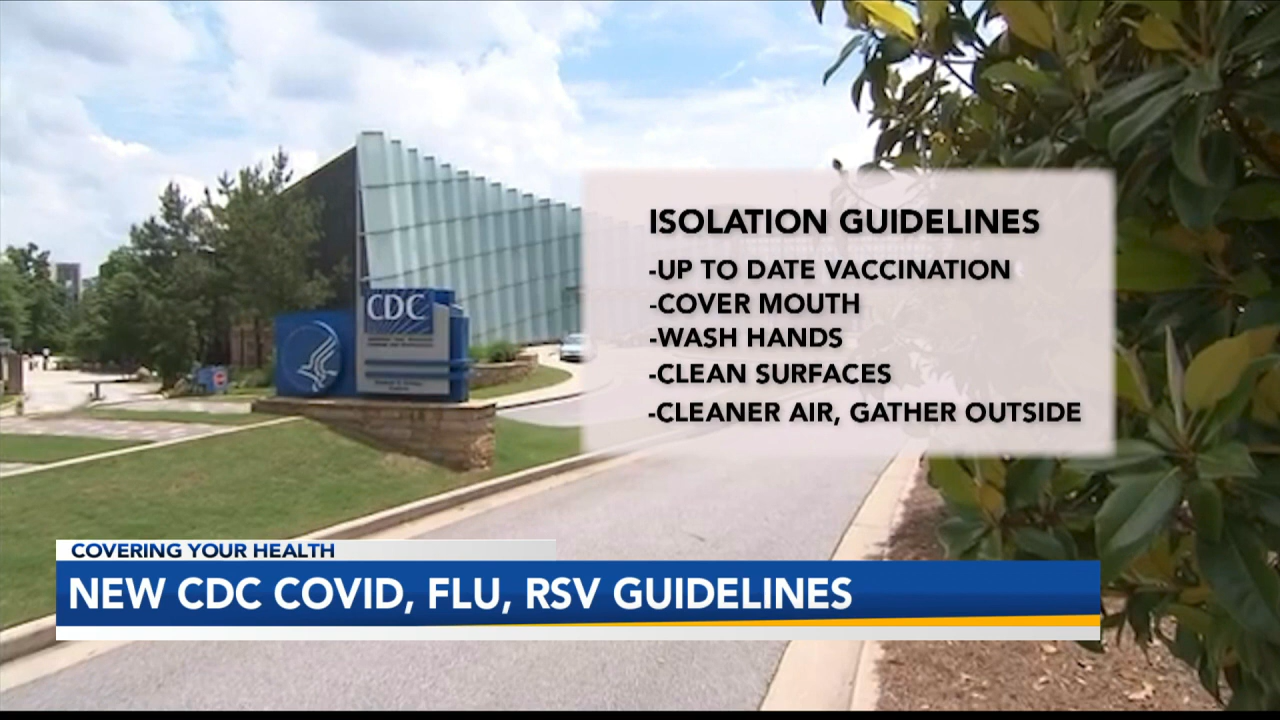 ISOLATION GUIDELINES
-UP TO DATE VACCINATION
-COVER MOUTH
-WASH HANDS
-CLEAN SURFACES
-CLEANER AIR, GATHER OUTSIDE
CDC
COVERING YOUR HEALTH
NEW CDC COVID, FLU, RSV GUIDELINES